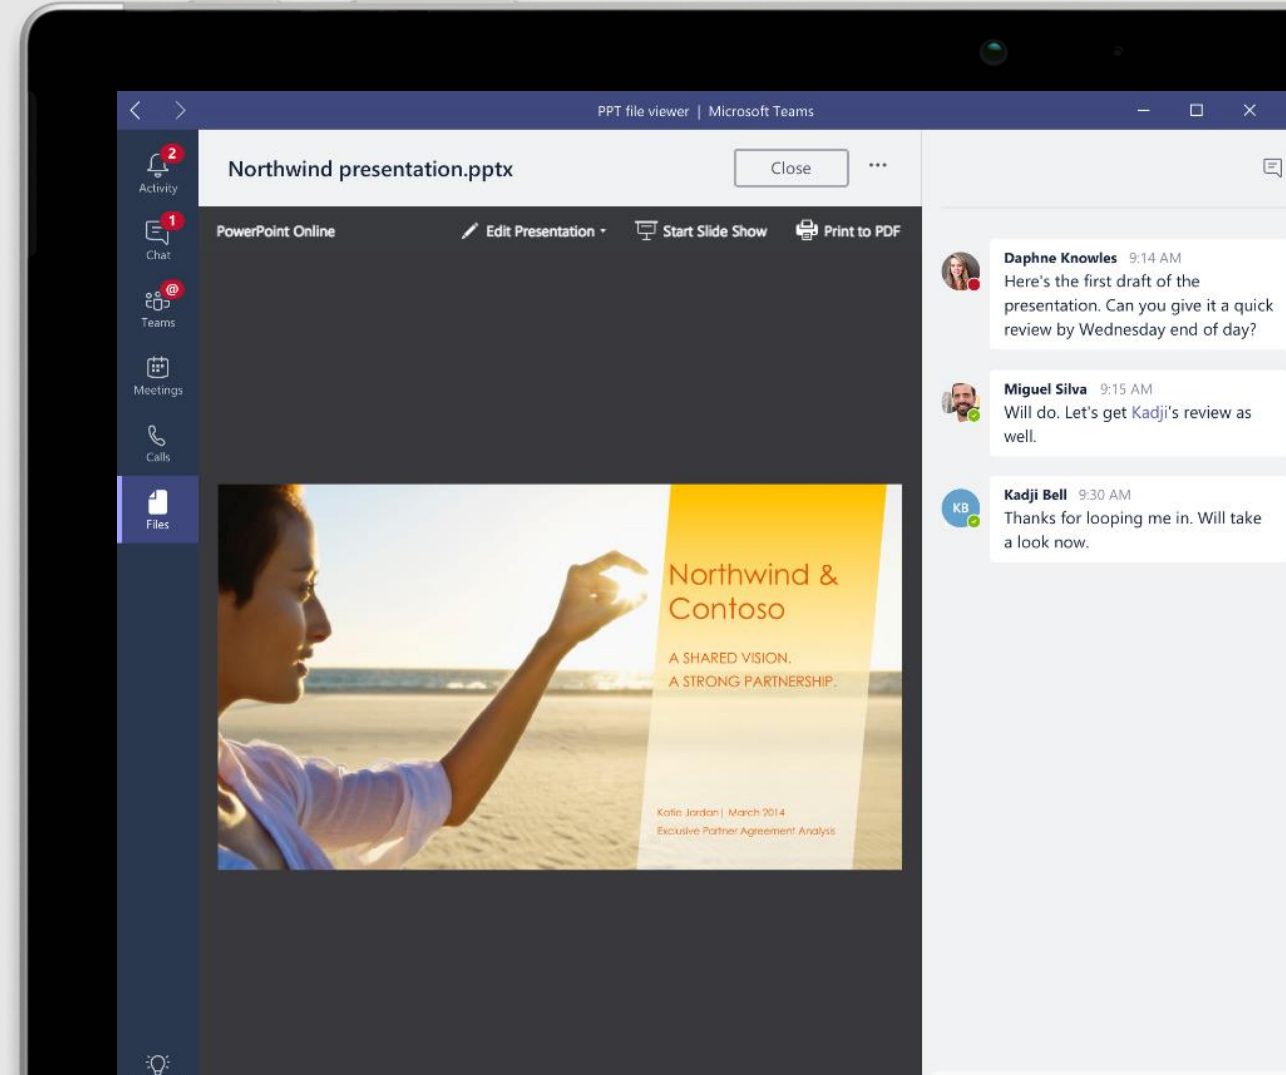 PPT file viewer | Microsoft Teams
2
Activity
1
Chat
@
Teams
Meetings
Calls
Files
Northwind presentation.pptx
Close
PowerPoint Online
Edit Presentation
Start Slide Show
Print to PDF
Northwind &
Contoso
A SHARED VISION.
A STRONG PARTNERSHIP.
Katie Jordan | March 2014
Exclusive Partner Agreement Analysis
Daphne Knowles 9:14 AM
Here's the first draft of the
presentation. Can you give it a quick
review by Wednesday end of day?
Miguel Silva 9:15 AM
Will do. Let's get Kadji's review as
well.
KB
Kadji Bell 9:30 AM
Thanks for looping me in. Will take
a look now.